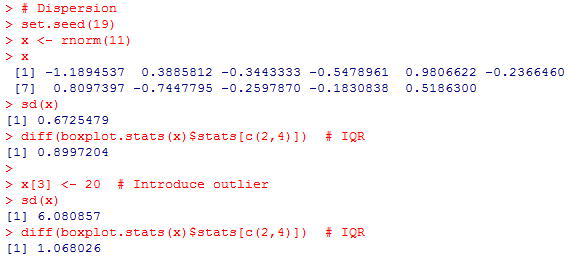 > # Dispersion
> set.seed(19)
> x <- rnorm(11)
> x
 [1] -1.1894537  0.3885812 -0.3443333 -0.5478961  0.9806622 -0.2366460
 [7]  0.8097397 -0.7447795 -0.2597870 -0.1830838  0.5186300
> sd(x)
[1] 0.6725479
> diff(boxplot.stats(x)$stats[c(2,4)])  # IQR
[1] 0.8997204
>
> x[3] <- 20  # Introduce outlier
> sd(x)
[1] 6.080857
> diff(boxplot.stats(x)$stats[c(2,4)])  # IQR
[1] 1.068026